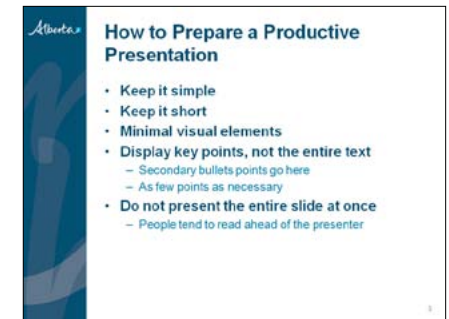 Alberta
How to Prepare a Productive
Presentation
• Keep it simple
• Keep it short
• Minimal visual elements
• Display key points, not the entire text
– Secondary bullets points go here
– As few points as necessary
• Do not present the entire slide at once
– People tend to read ahead of the presenter